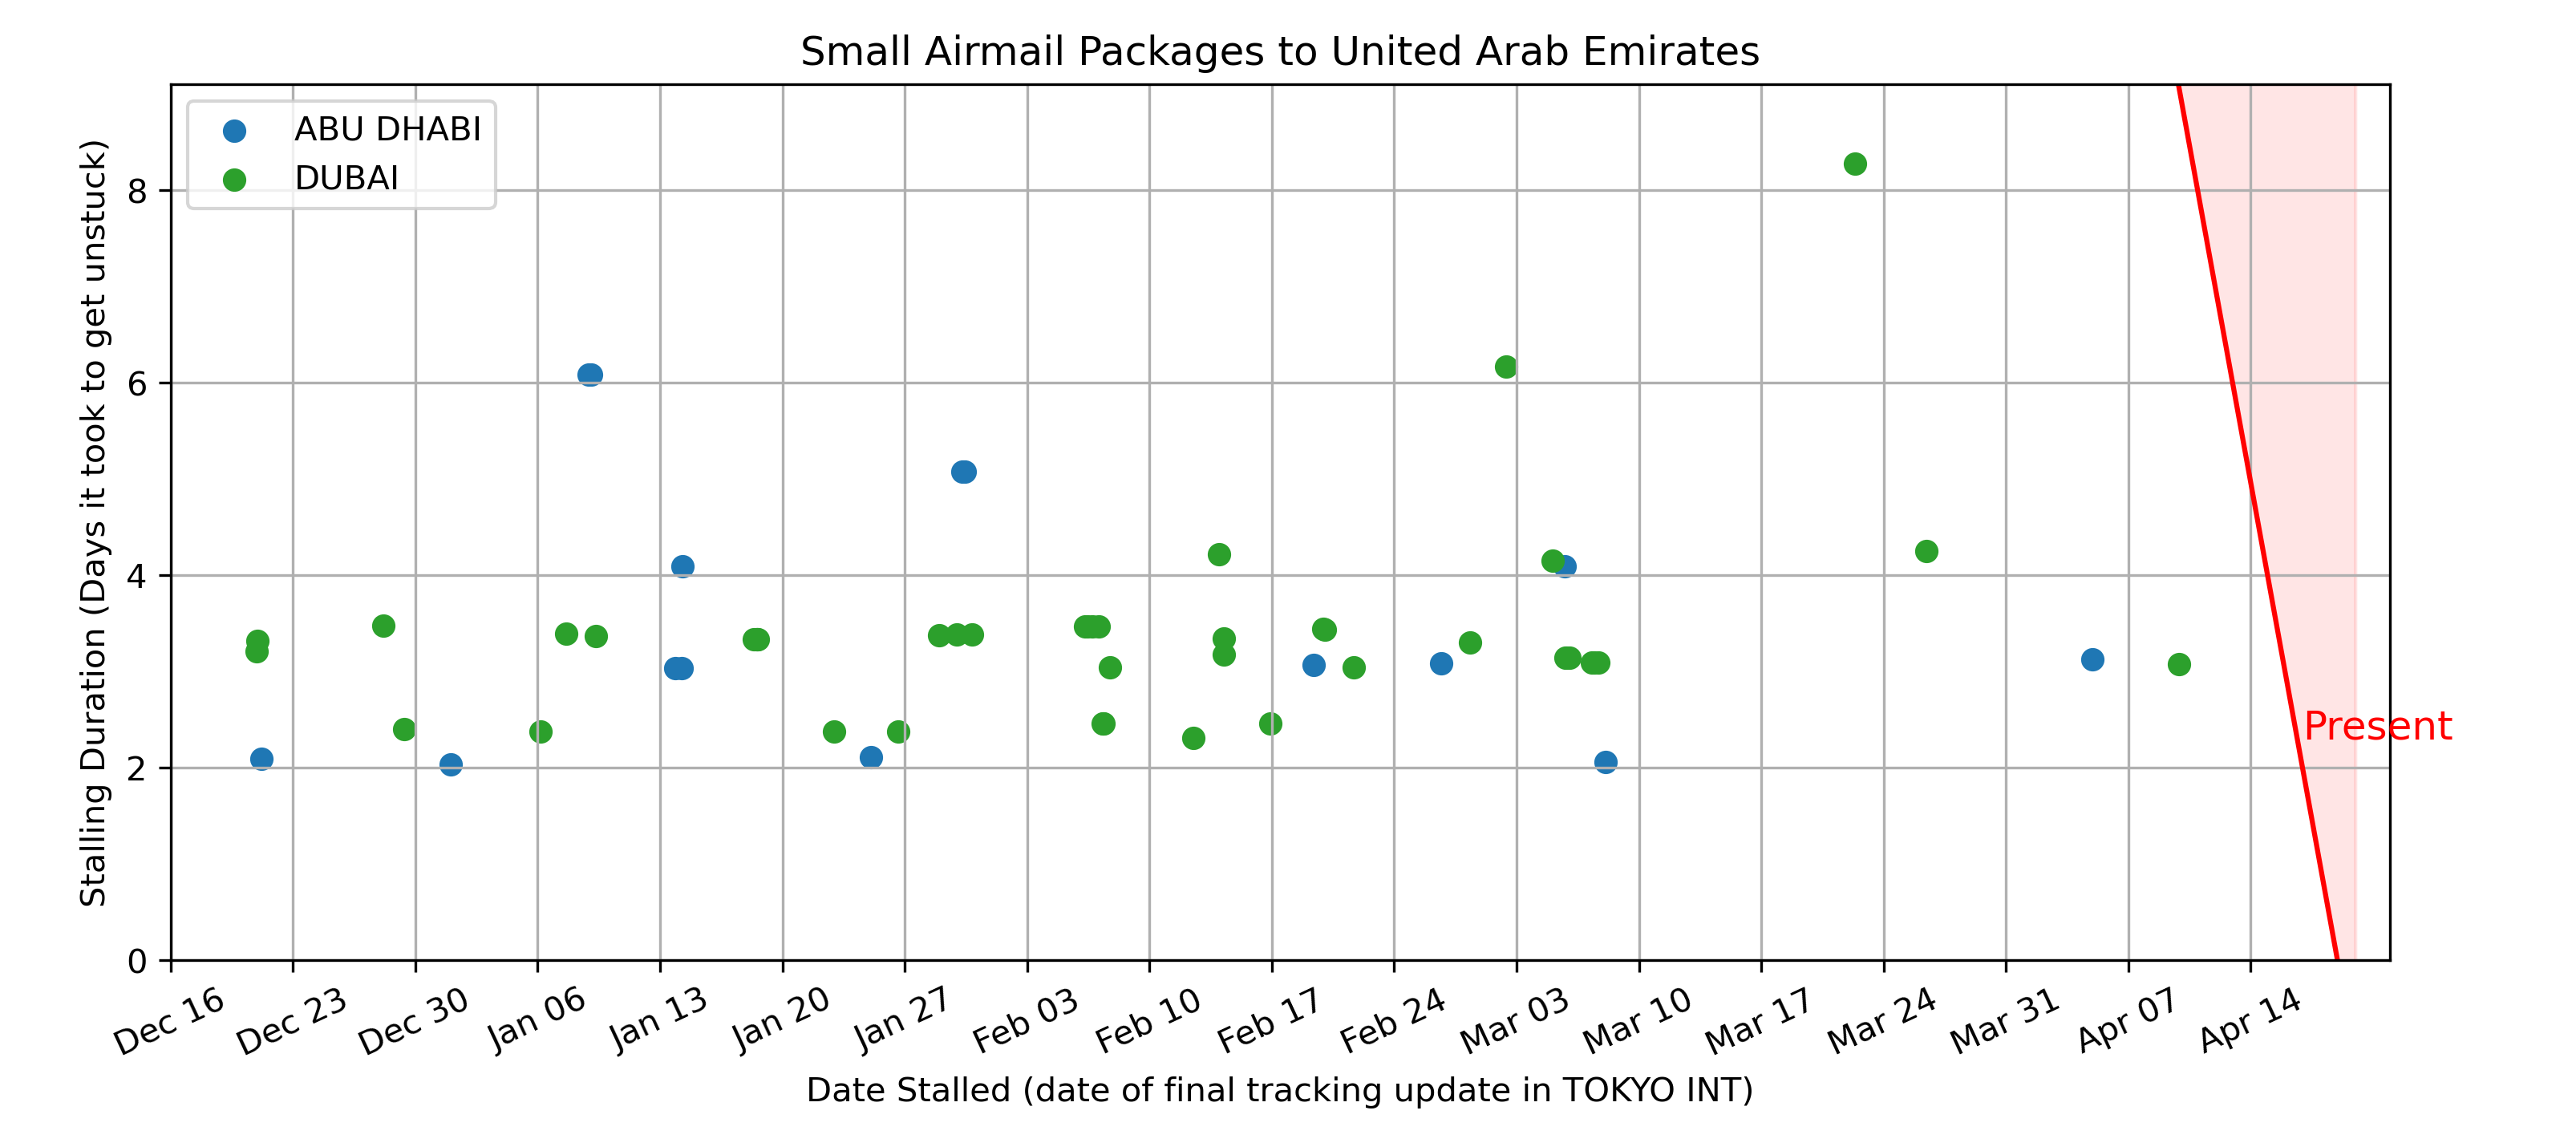 Small Airmail Packages to United Arab Emirates
ABU DHABI
DUBAI
Stalling Duration (Days it took to get unstuck)
8
6
4
2
0
Present
Dec 16
Dec 23
Dec 30
Jan 06
Jan 13
Jan 20
Jan 27
Feb 03
Feb 10
Feb 17
Feb 24
Mar 03
Mar 10
Mar 17
Mar 24
Mar 31
Apr 07
Apr 14
Date Stalled (date of final tracking update in TOKYO INT)